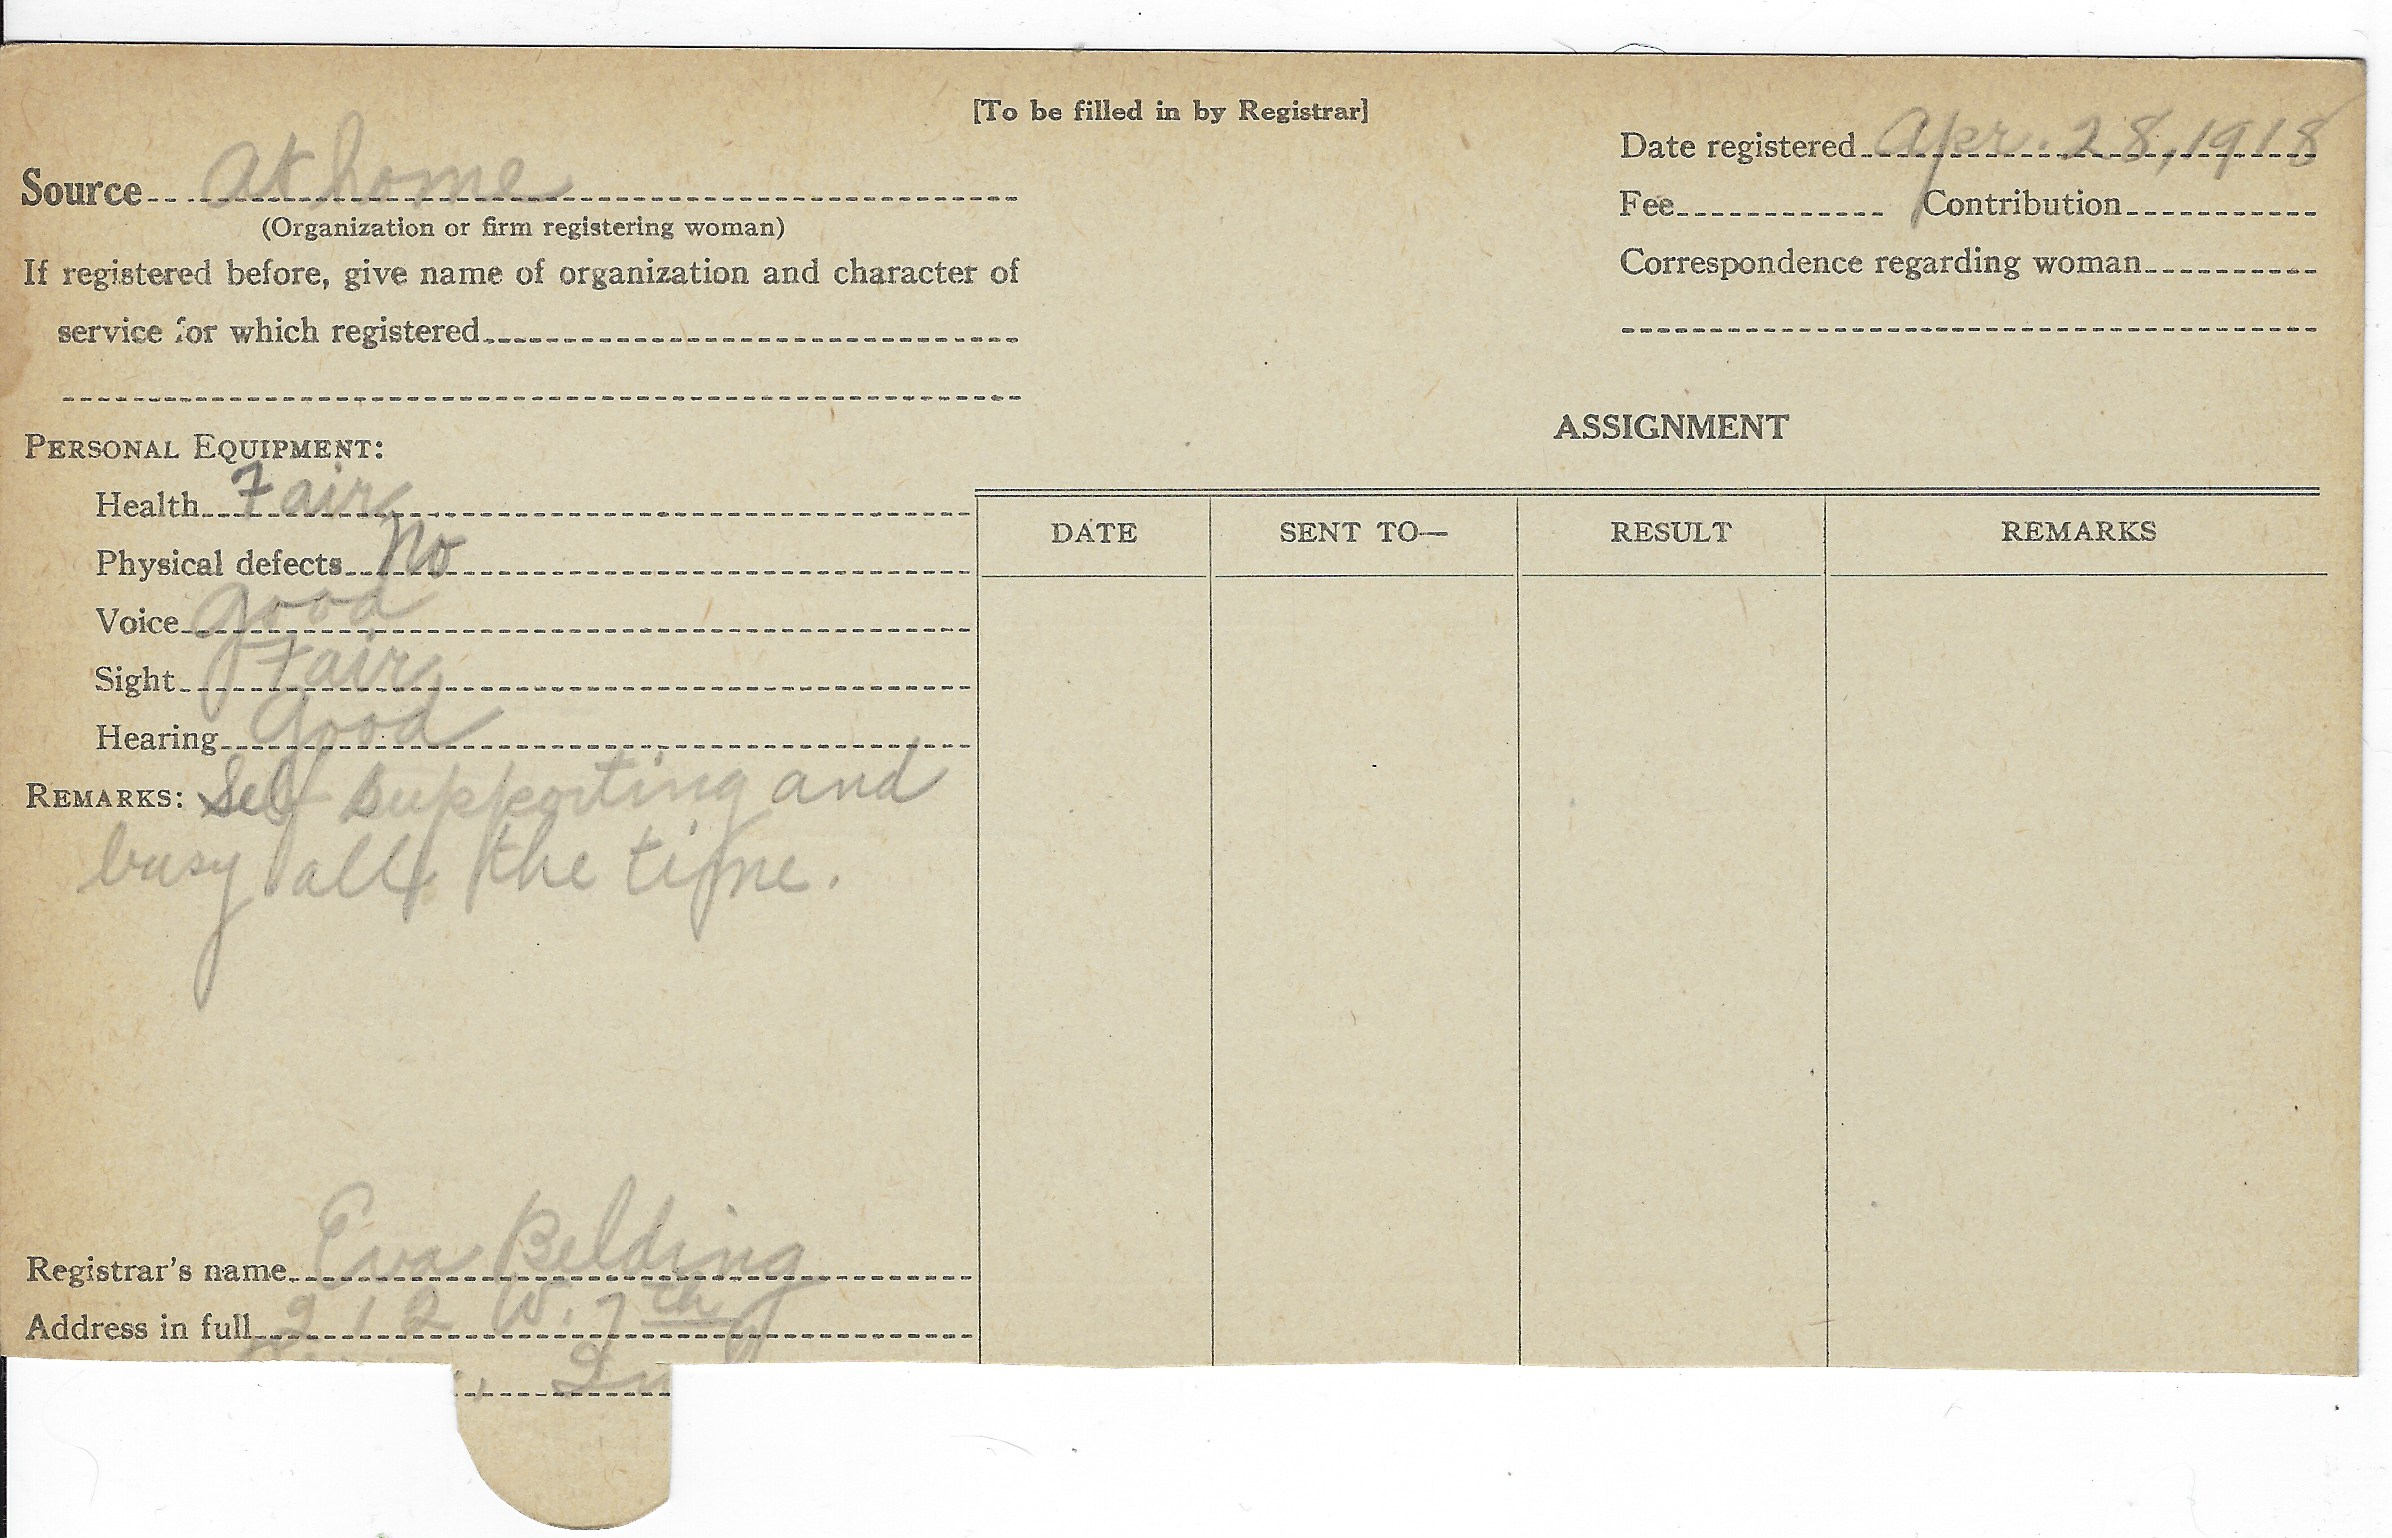 [To be filled in by Registrar]
Date registered Apr. 28, 1918
Source At home
Fee Contribution
(Organization or firm registering woman)
Correspondence regarding woman
If registered before, give name of organization and character of
service for which registered
ASSIGNMENT
PERSONAL EQUIPMENT:
Health Fair
Physical defects No
Voice Good
Sight Fair
Hearing Good
DATE SENT TO— RESULT REMARKS
REMARKS: Self supporting and
busy all the time.
Registrar's name Eva Belding
Address in full 212 W. 7th